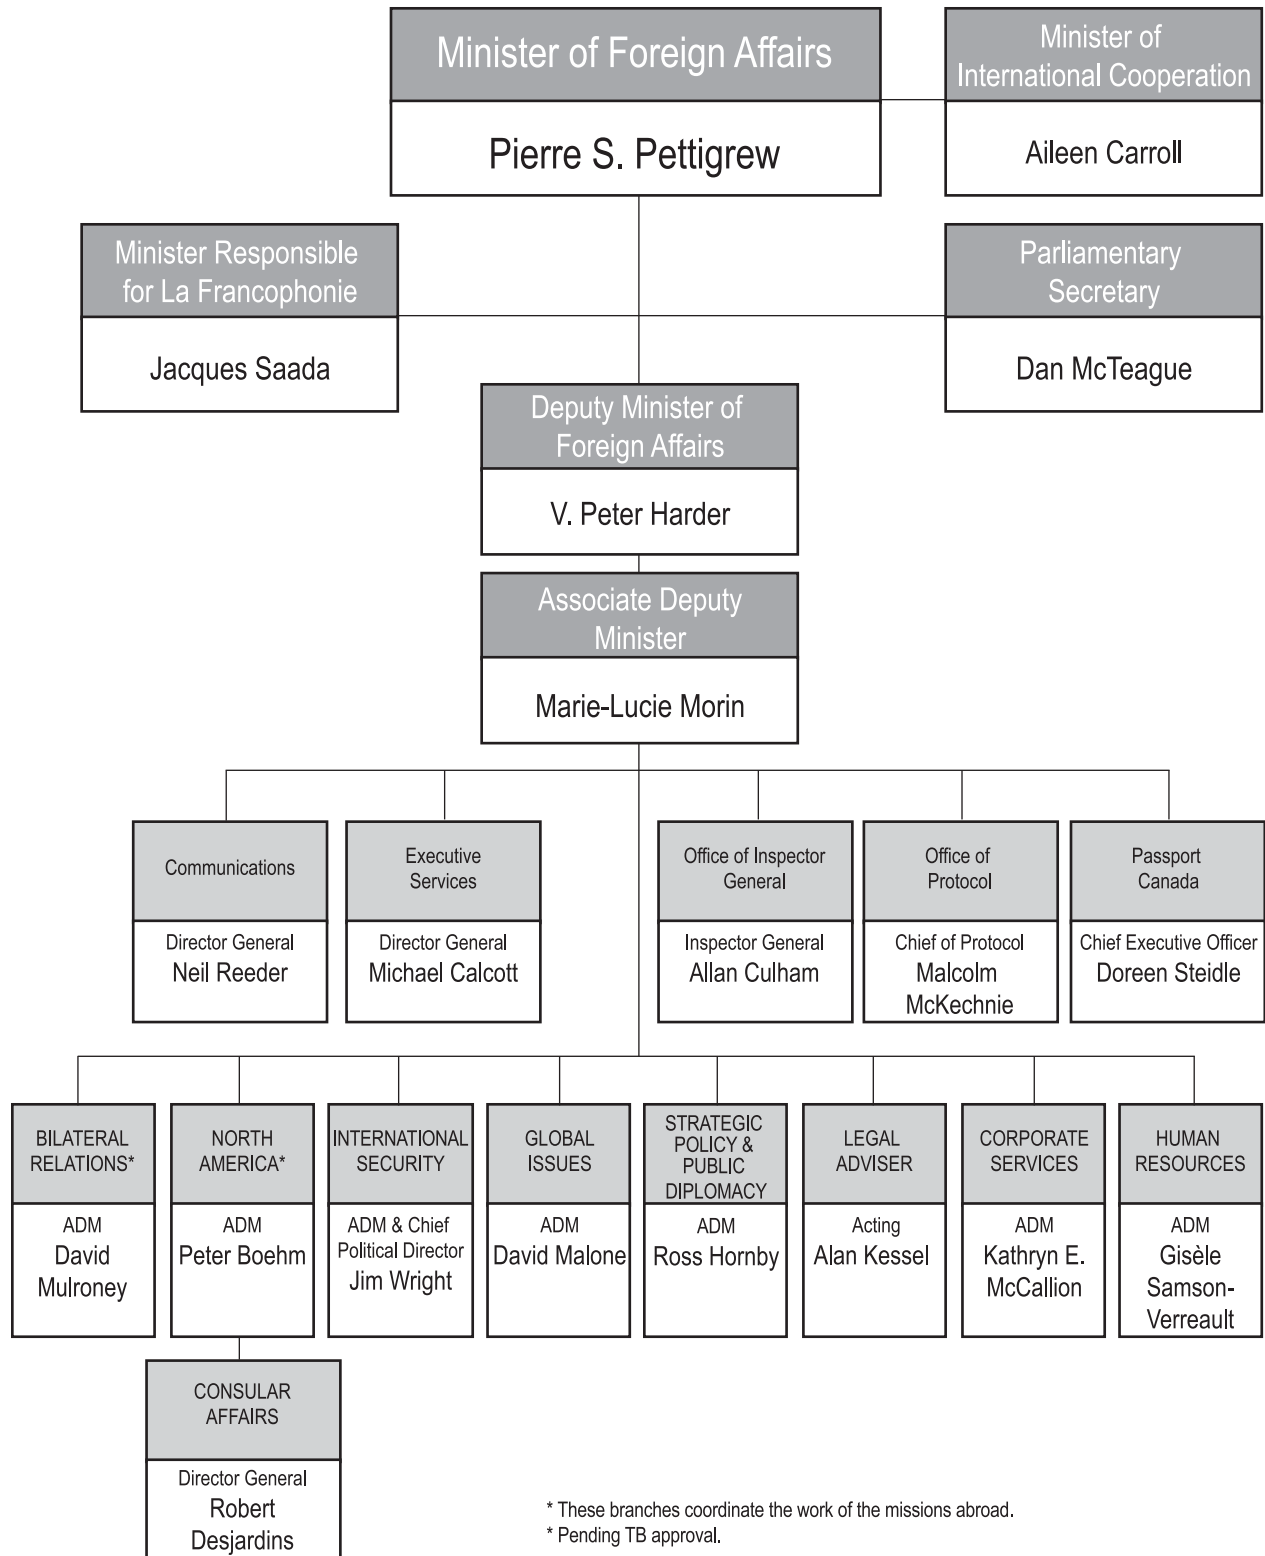 Minister of Foreign Affairs
Pierre S. Pettigrew
Minister of
International Cooperation
Aileen Carroll
Minister Responsible
for La Francophonie
Jacques Saada
Parliamentary
Secretary
Dan McTeague
Deputy Minister of
Foreign Affairs
V. Peter Harder
Associate Deputy
Minister
Marie-Lucie Morin
Communications
Director General
Neil Reeder
Executive
Services
Director General
Michael Calcott
Office of Inspector
General
Inspector General
Allan Culham
Office of
Protocol
Chief of Protocol
Malcolm
McKechnie
Passport
Canada
Chief Executive Officer
Doreen Steidle
BILATERAL
RELATIONS*
ADM
David
Mulroney
NORTH
AMERICA*
ADM
Peter Boehm
INTERNATIONAL
SECURITY
ADM & Chief
Political Director
Jim Wright
GLOBAL
ISSUES
ADM
David Malone
STRATEGIC
POLICY &
PUBLIC
DIPLOMACY
ADM
Ross Hornby
LEGAL
ADVISER
Acting
Alan Kessel
CORPORATE
SERVICES
ADM
Kathryn E.
McCallion
HUMAN
RESOURCES
ADM
Gisèle
Samson-
Verreault
CONSULAR
AFFAIRS
Director General
Robert
Desjardins
* These branches coordinate the work of the missions abroad.
* Pending TB approval.